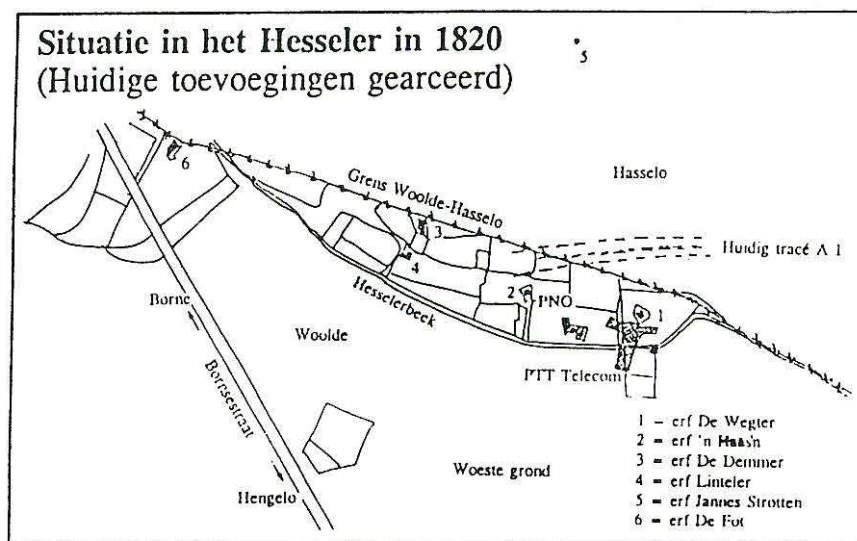 Situatie in het Hesseler in 1820
(Huidige toevoegingen gearceerd)
5
6
Grens Woolde-Hasselo
Hasselo
3
Huidig tracé A 1
4
2
PNO
1
Hesselerbeek
Borne
Woolde
PTT Telecom
Bornsestraat
Woeste grond
Hengelo
1 – erf De Wegter
2 = erf 'n Haas'n
3 = erf De Demmer
4 = erf Linteler
5 = erf Jannes Strotten
6 = erf De Fot